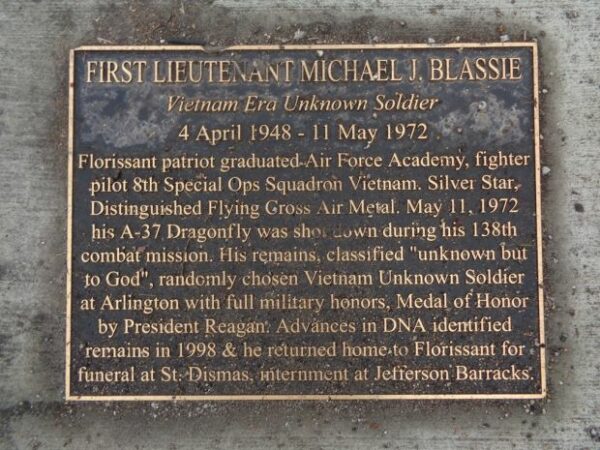 FIRST LIEUTENANT MICHAEL J. BLASSIE
Vietnam Era Unknown Soldier
4 April 1948 - 11 May 1972
Florissant patriot graduated Air Force Academy, fighter
pilot 8th Special Ops Squadron Vietnam. Silver Star,
Distinguished Flying Cross Air Metal. May 11, 1972
his A-37 Dragonfly was shot down during his 138th
combat mission. His remains, classified "unknown but
to God", randomly chosen Vietnam Unknown Soldier
at Arlington with full military honors, Medal of Honor
by President Reagan. Advances in DNA identified
remains in 1998 & he returned home to Florissant for
funeral at St. Dismas, internment at Jefferson Barracks.